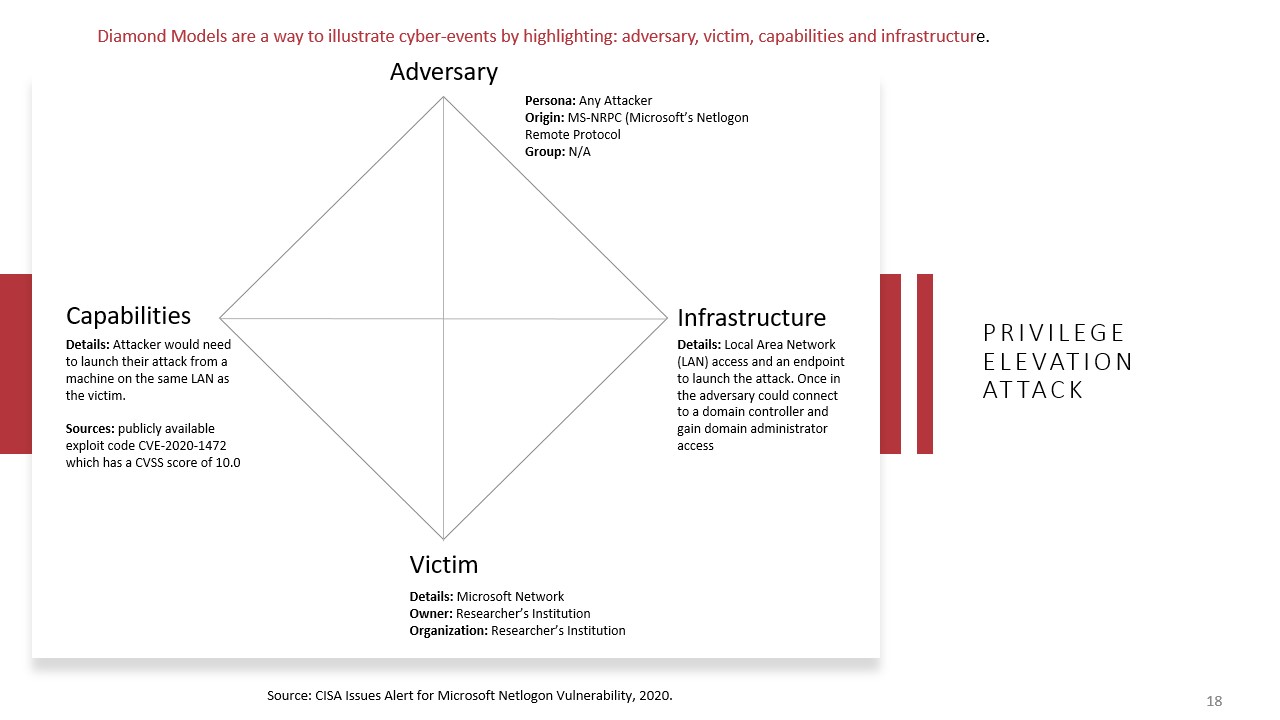 Diamond Models are a way to illustrate cyber-events by highlighting: adversary, victim, capabilities and infrastructure.
Adversary
Persona: Any Attacker
Origin: MS-NRPC (Microsoft’s Netlogon
Remote Protocol
Group: N/A
Capabilities
Details: Attacker would need
to launch their attack from a
machine on the same LAN as
the victim.
Sources: publicly available
exploit code CVE-2020-1472
which has a CVSS score of 10.0
Infrastructure
Details: Local Area Network
(LAN) access and an endpoint
to launch the attack. Once in
the adversary could connect
to a domain controller and
gain domain administrator
access
PRIVILEGE
ELEVATION
ATTACK
Victim
Details: Microsoft Network
Owner: Researcher’s Institution
Organization: Researcher’s Institution
Source: CISA Issues Alert for Microsoft Netlogon Vulnerability, 2020.
18